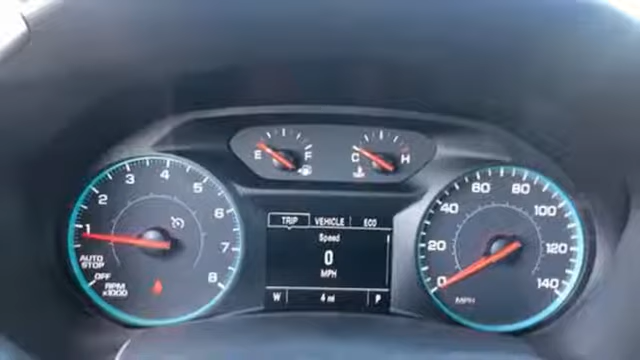 E F
C H
1 2 3 4 5 6 7 8
AUTO
STOP
OFF
RPM
x1000
TRIP VEHICLE ECO
Speed
0
MPH
W 4 mi P
0 20 40 60 80 100 120 140
MPH